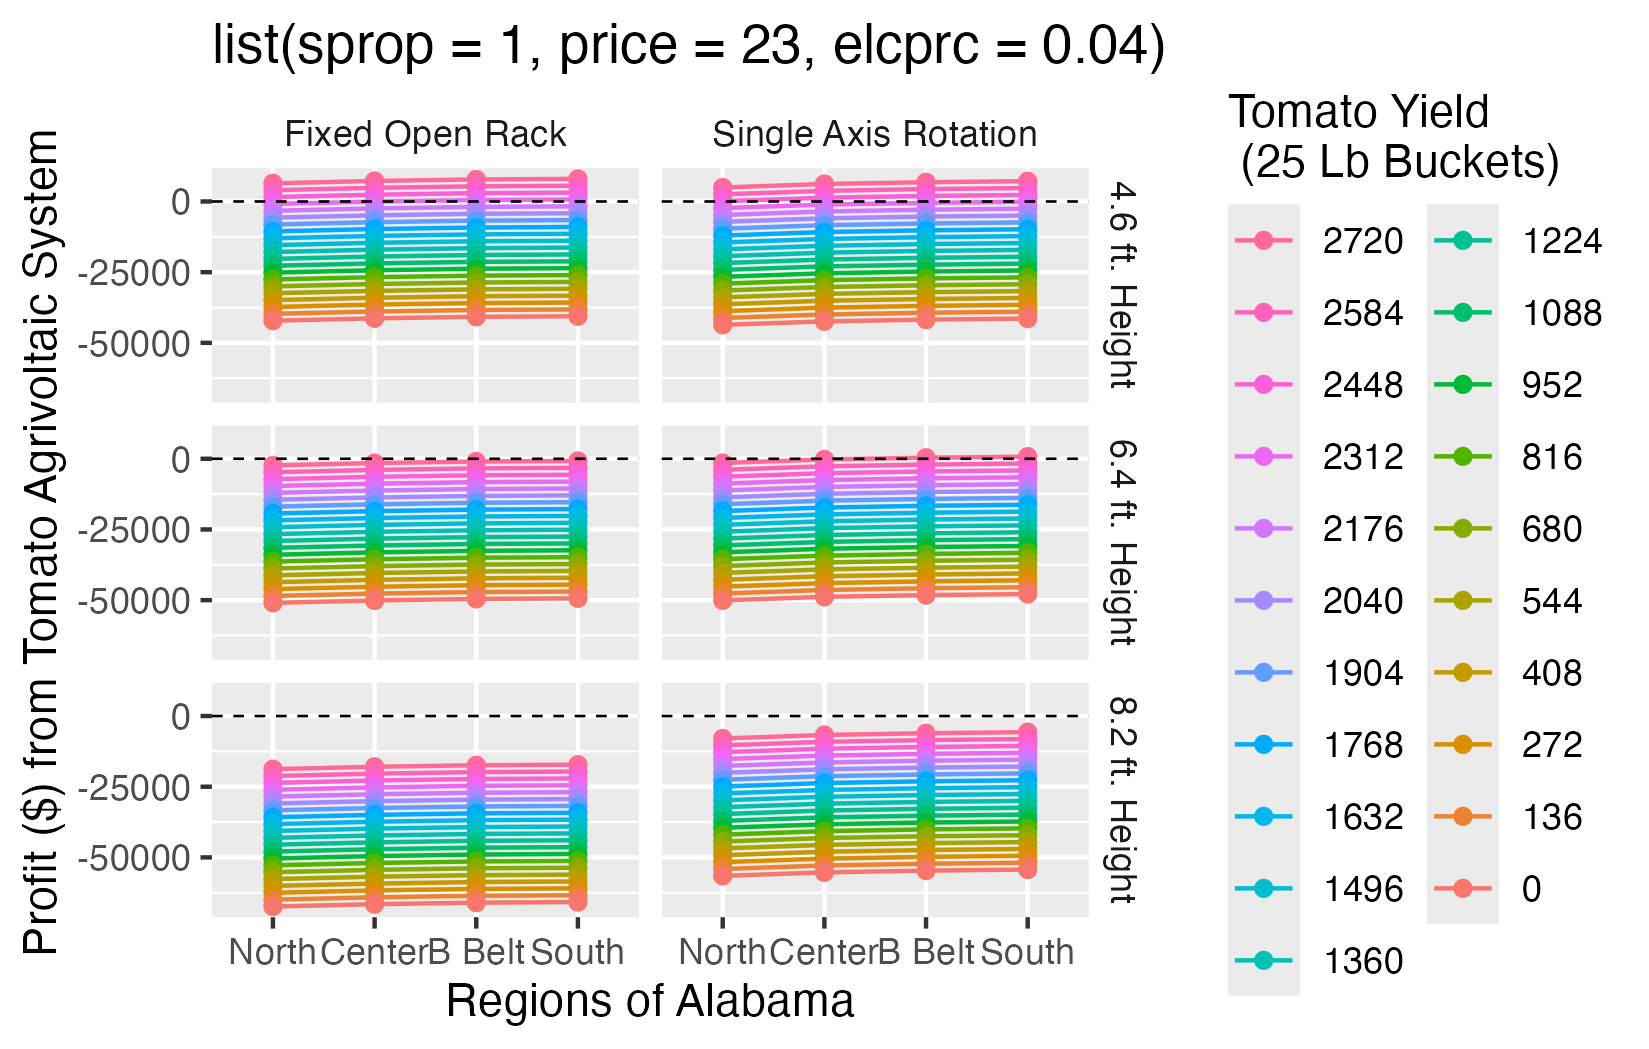 list(sprop = 1, price = 23, elcprc = 0.04)
Fixed Open Rack
Single Axis Rotation
Profit ($) from Tomato Agrivoltaic System
0
-25000
-50000
4.6 ft. Height
0
-25000
-50000
6.4 ft. Height
0
-25000
-50000
8.2 ft. Height
North Center B Belt South
North Center B Belt South
Regions of Alabama
Tomato Yield
(25 Lb Buckets)
2720
2584
2448
2312
2176
2040
1904
1768
1632
1496
1360
1224
1088
952
816
680
544
408
272
136
0